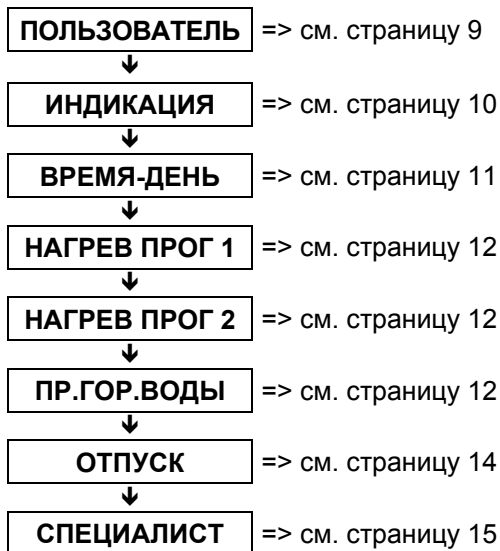 ПОЛЬЗОВАТЕЛЬ => см. страницу 9
ИНДИКАЦИЯ => см. страницу 10
ВРЕМЯ-ДЕНЬ => см. страницу 11
НАГРЕВ ПРОГ 1 => см. страницу 12
НАГРЕВ ПРОГ 2 => см. страницу 12
ПР.ГОР.ВОДЫ => см. страницу 12
ОТПУСК => см. страницу 14
СПЕЦИАЛИСТ => см. страницу 15